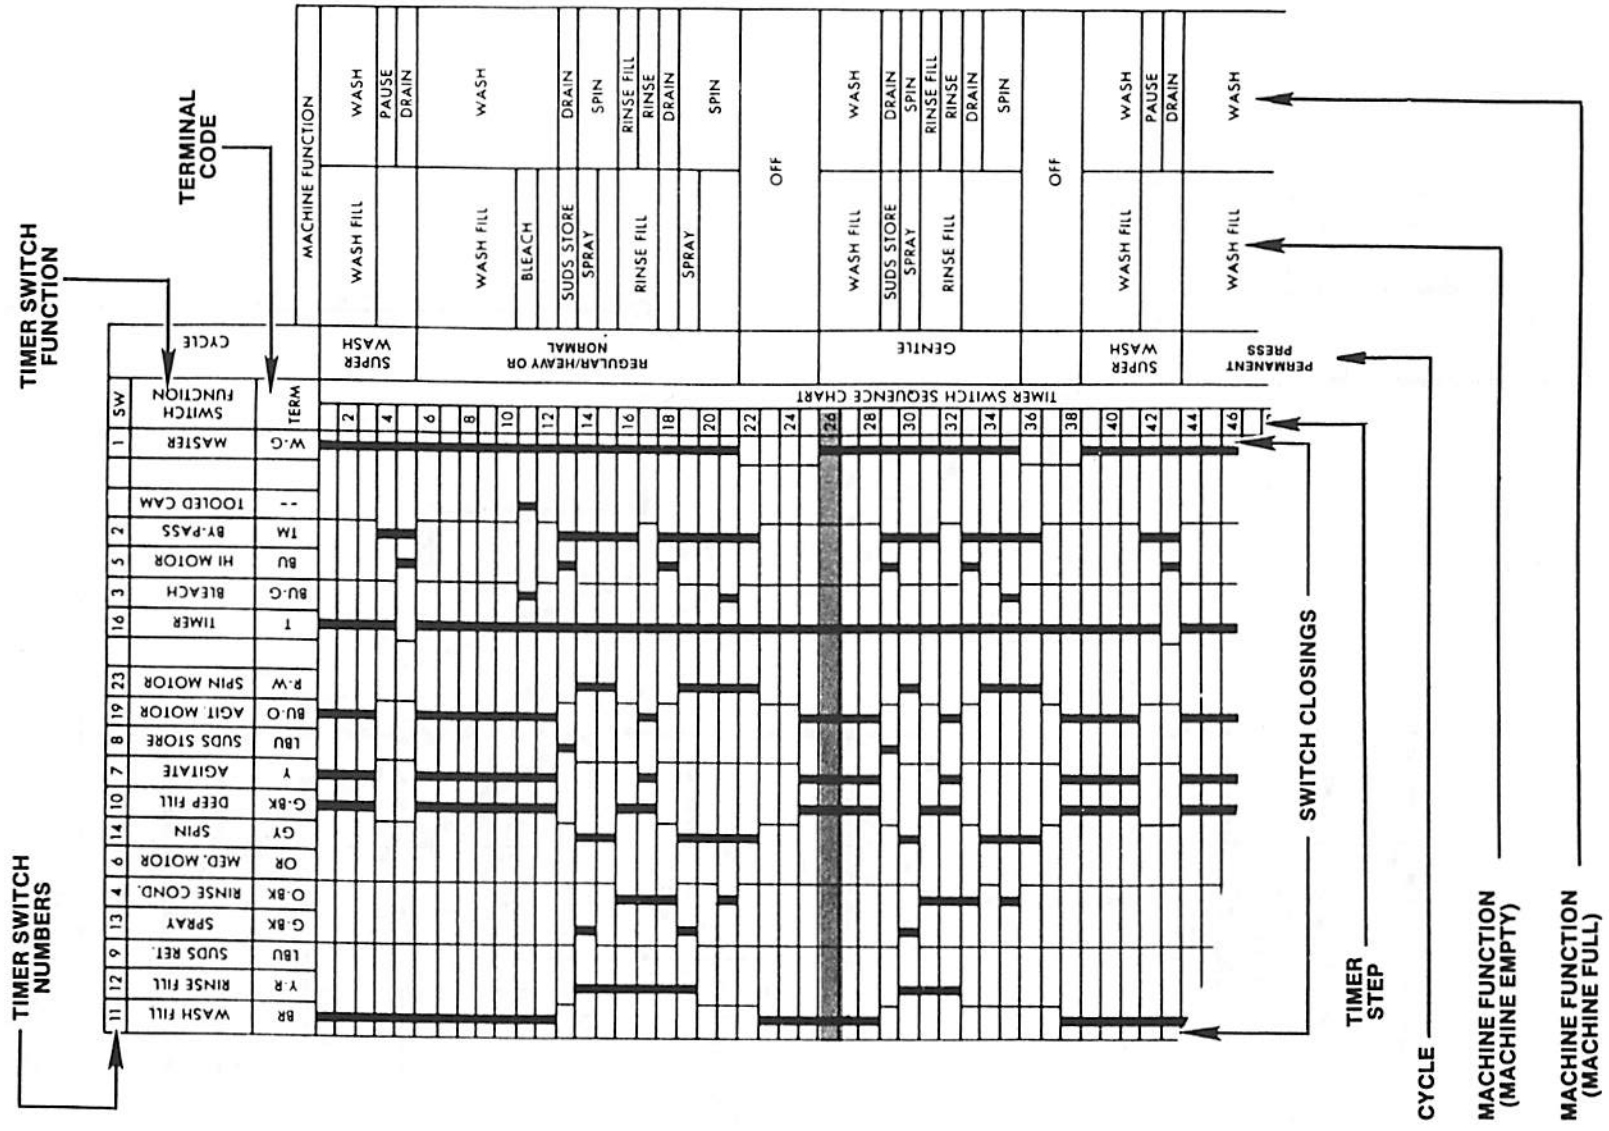 TIMER SWITCH
NUMBERS
TIMER SWITCH
FUNCTION
TERMINAL
CODE
SW
SWITCH
FUNCTION
TERM
CYCLE
MACHINE FUNCTION
1 MASTER W-G
TOOLED CAM --
2 BY-PASS TM
5 HI MOTOR BU
3 BLEACH BU-G
16 TIMER T
23 SPIN MOTOR R-W
19 AGIT. MOTOR BU-O
8 SUDS STORE LBU
7 AGITATE Y
10 DEEP FILL G-BK
14 SPIN GY
6 MED. MOTOR OR
4 RINSE COND. O-BK
13 SPRAY G-BK
9 SUDS RET. LBU
12 RINSE FILL Y-R
11 WASH FILL BR
TIMER SWITCH SEQUENCE CHART
2
4
6
8
10
12
14
16
18
20
22
24
26
28
30
32
34
36
38
40
42
44
46
SUPER
WASH
WASH FILL
WASH
PAUSE
DRAIN
REGULAR/HEAVY OR
NORMAL
WASH FILL
BLEACH
SUDS STORE
SPRAY
RINSE FILL
SPRAY
WASH
DRAIN
SPIN
RINSE FILL
RINSE
DRAIN
SPIN
OFF
GENTLE
WASH FILL
SUDS STORE
SPRAY
RINSE FILL
WASH
DRAIN
SPIN
RINSE FILL
RINSE
DRAIN
SPIN
OFF
SUPER
WASH
WASH FILL
WASH
PAUSE
DRAIN
PERMANENT
PRESS
WASH FILL
WASH
SWITCH CLOSINGS
TIMER
STEP
CYCLE
MACHINE FUNCTION
(MACHINE EMPTY)
MACHINE FUNCTION
(MACHINE FULL)